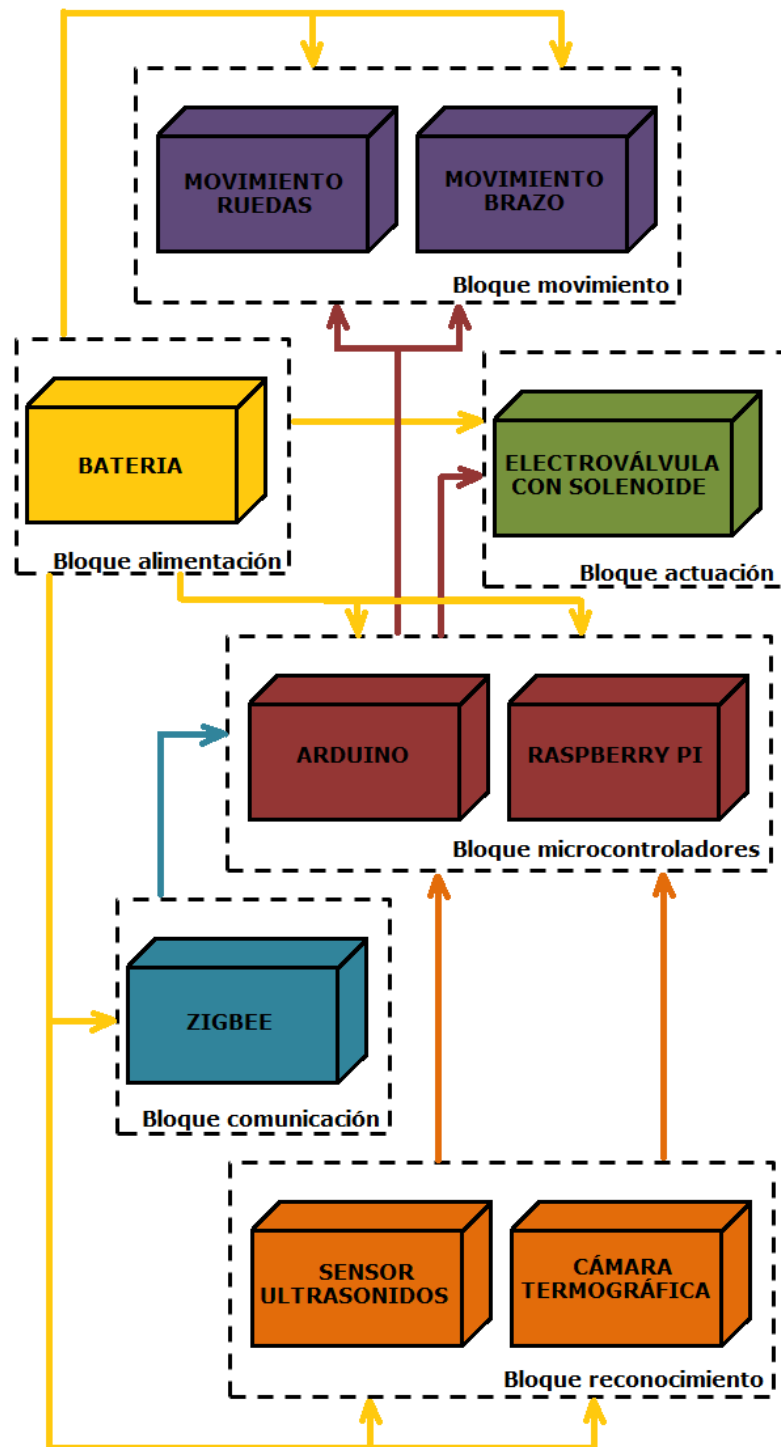 MOVIMIENTO
RUEDAS
MOVIMIENTO
BRAZO
Bloque movimiento
BATERIA
Bloque alimentación
ELECTROVÁLVULA
CON SOLENOIDE
Bloque actuación
ARDUINO
RASPBERRY PI
Bloque microcontroladores
ZIGBEE
Bloque comunicación
SENSOR
ULTRASONIDOS
CÁMARA
TERMOGRÁFICA
Bloque reconocimiento